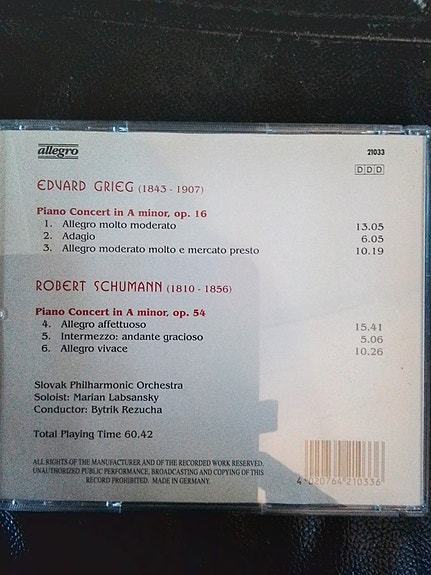 allegro
21033
DDD
EDVARD GRIEG (1843 - 1907)
Piano Concert in A minor, op. 16
1. Allegro molto moderato 13.05
2. Adagio 6.05
3. Allegro moderato molto e mercato presto 10.19
ROBERT SCHUMANN (1810 - 1856)
Piano Concert in A minor, op. 54
4. Allegro affettuoso 15.41
5. Intermezzo: andante gracioso 5.06
6. Allegro vivace 10.26
Slovak Philharmonic Orchestra
Soloist: Marian Labsansky
Conductor: Bytrik Rezucha
Total Playing Time 60.42
ALL RIGHTS OF THE MANUFACTURER AND OF THE RECORDED WORK RESERVED.
UNAUTHORIZED PUBLIC PERFORMANCE, BROADCASTING AND COPYING OF THIS
RECORD PROHIBITED. MADE IN GERMANY.
4 020764 210336